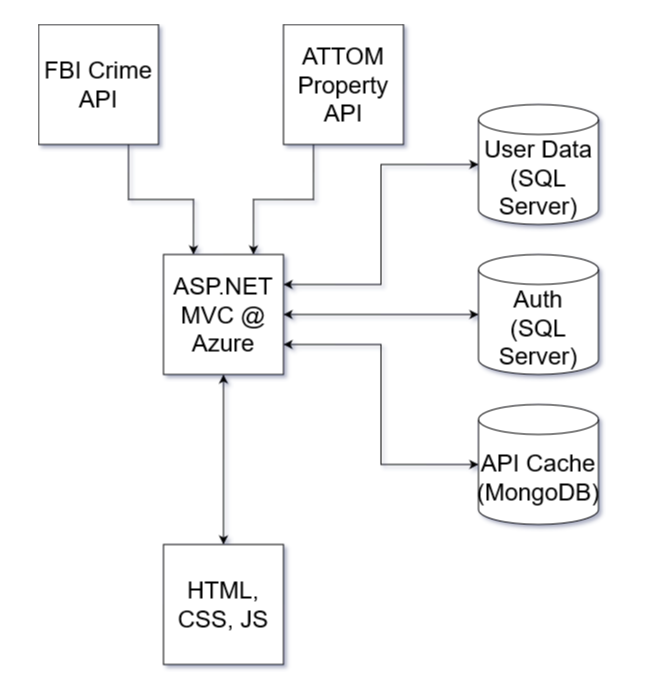 FBI Crime
API
ATTOM
Property
API
User Data
(SQL
Server)
ASP.NET
MVC @
Azure
Auth
(SQL
Server)
API Cache
(MongoDB)
HTML,
CSS, JS